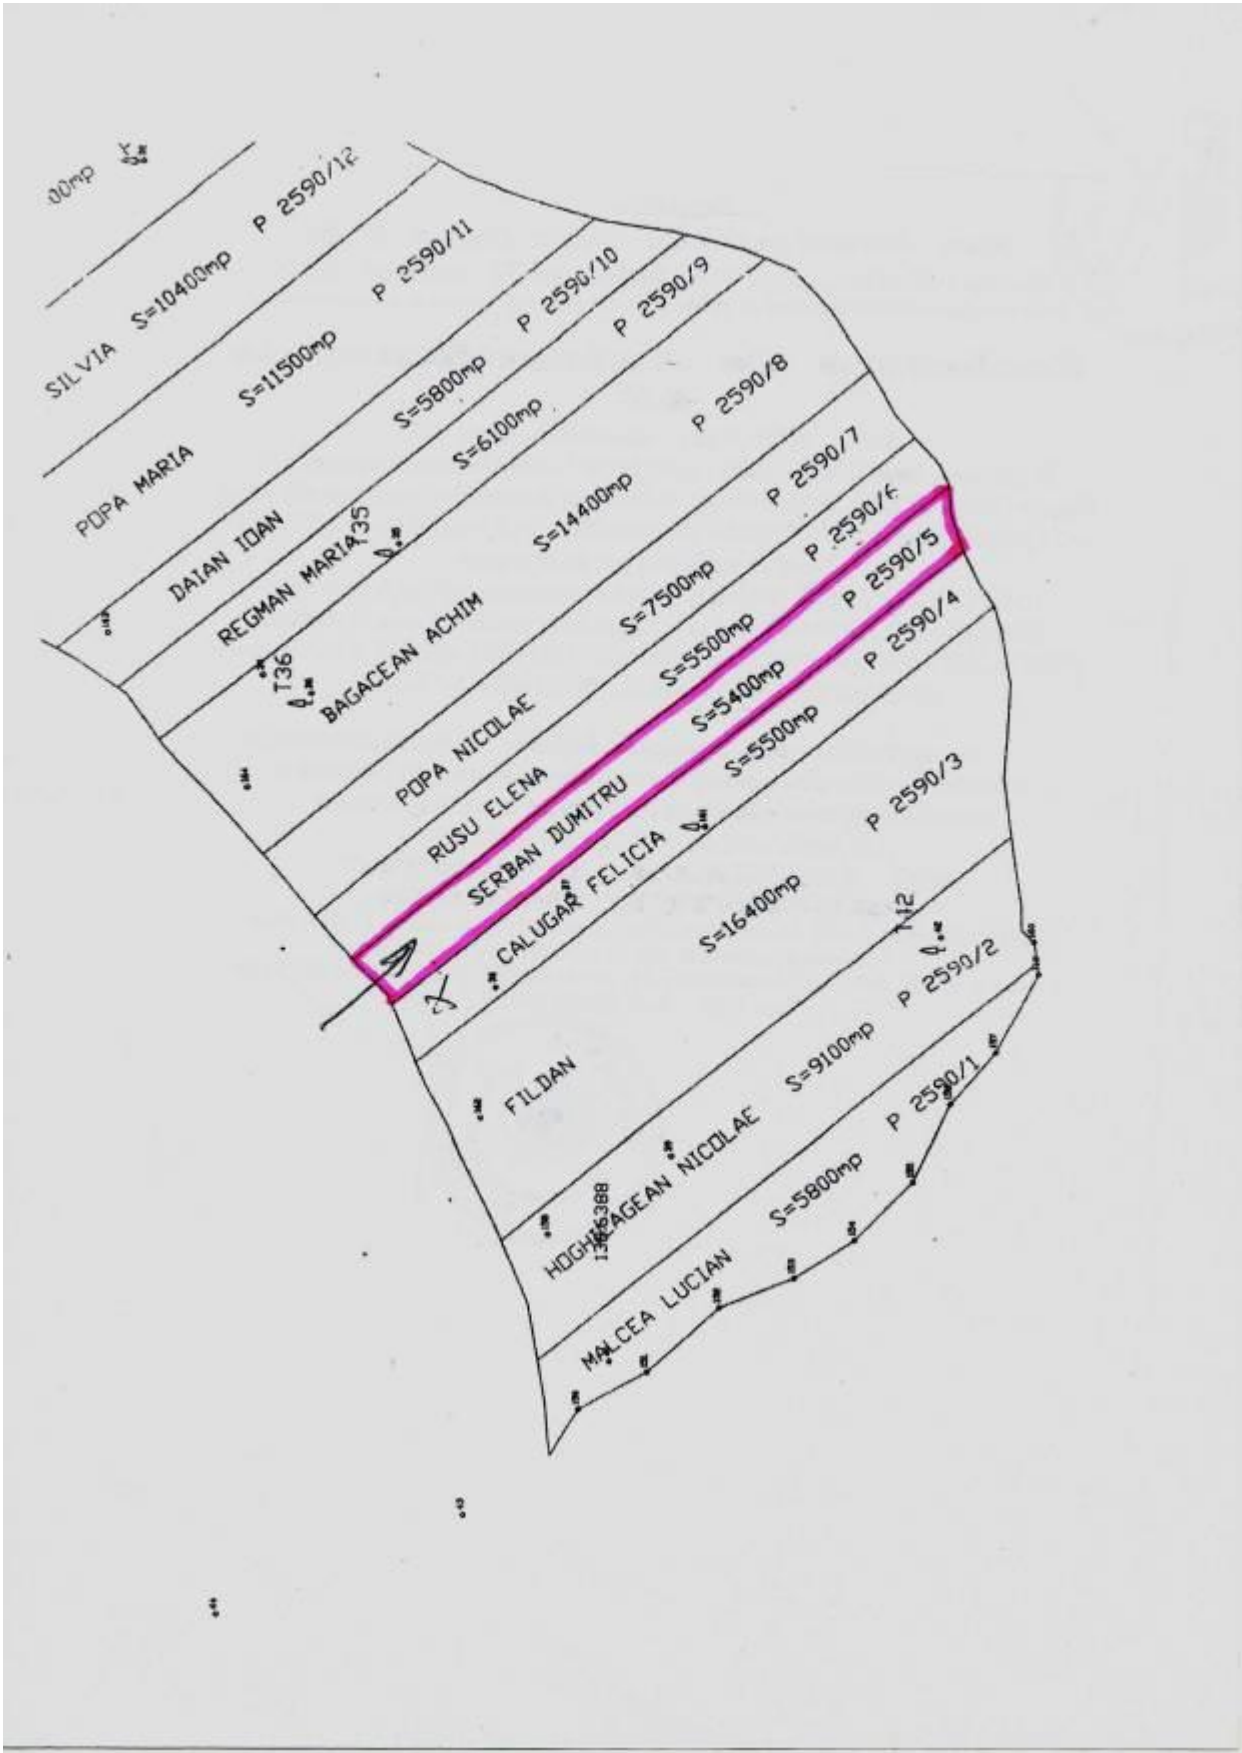 00mp
SILVIA S=10400mp P 2590/12
POPA MARIA S=11500mp P 2590/11
DAIAN IOAN S=5800mp P 2590/10
REGMAN MARIA S=6100mp P 2590/9
T35
T36
BAGACEAN ACHIM S=14400mp P 2590/8
POPA NICOLAE S=7500mp P 2590/7
RUSU ELENA S=5500mp P 2590/6
SERBAN DUMITRU S=5400mp P 2590/5
CALUGAR FELICIA S=5500mp P 2590/4
FILDAN S=16400mp P 2590/3
NICOLAE S=9100mp P 2590/2
MALCEA LUCIAN S=5800mp P 2590/1